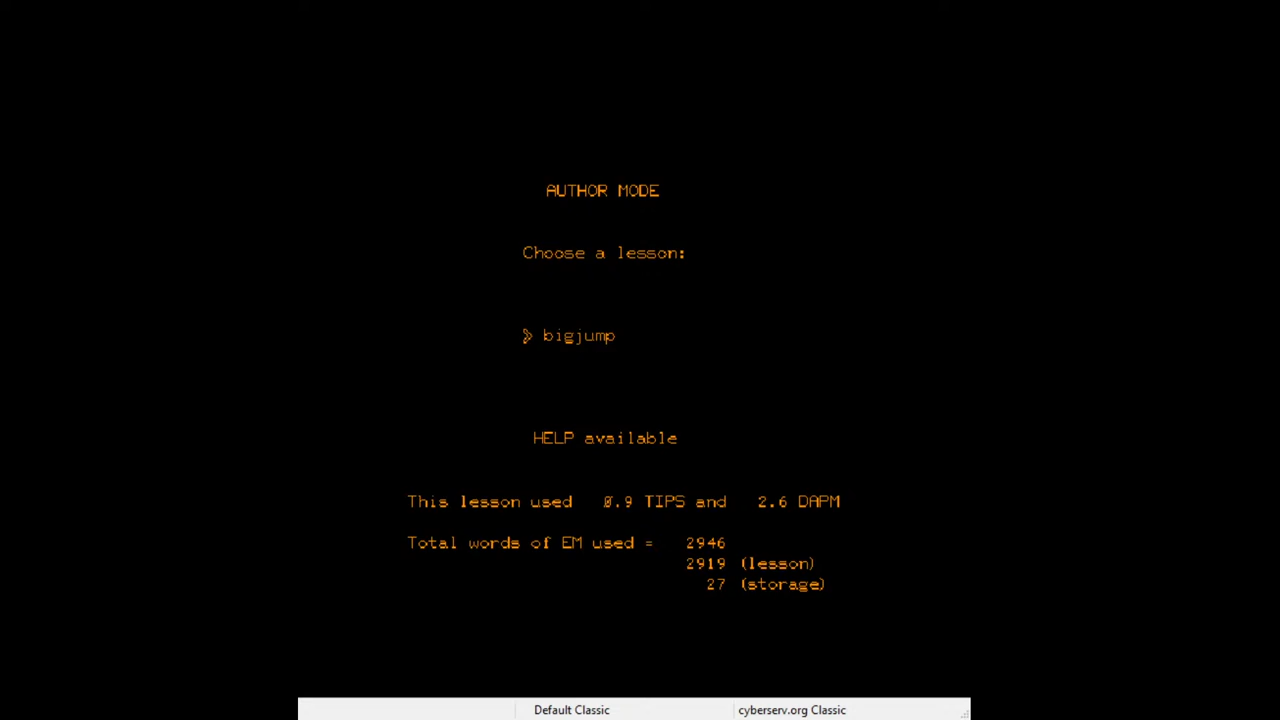 AUTHOR MODE
Choose a lesson:
bigjump
HELP available
This lesson used 0.9 TIPS and 2.6 DAPM
Total words of EM used = 2946
2919 (lesson)
27 (storage)
Default Classic cyberserv.org Classic